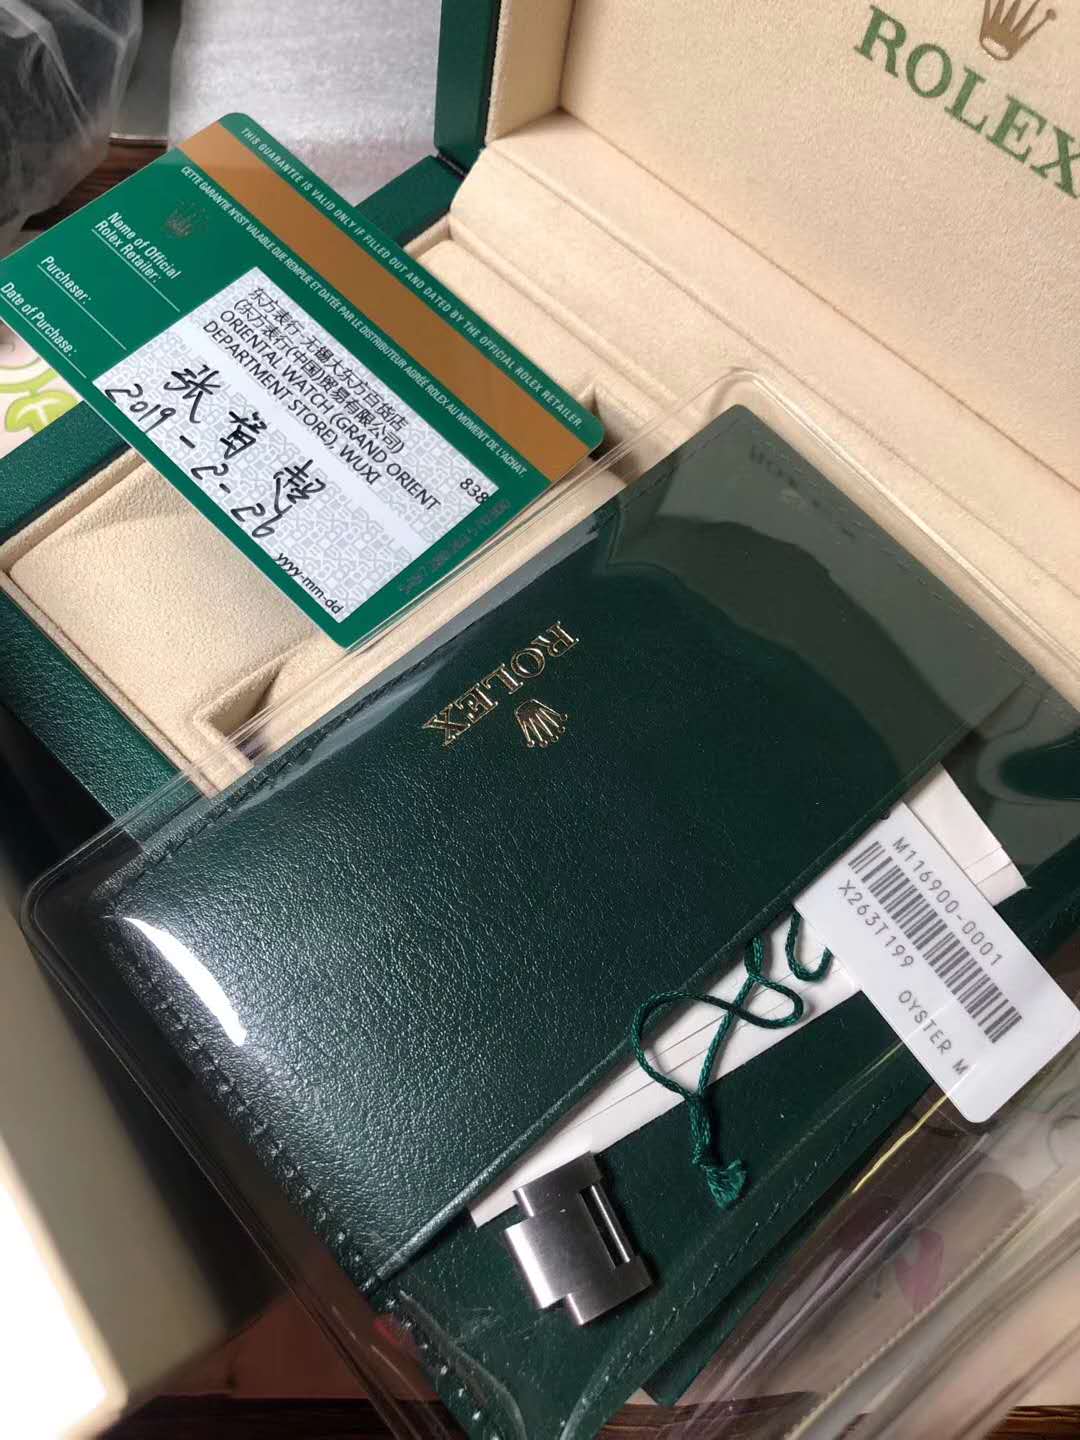 ROLEX
THIS GUARANTEE IS VALID ONLY IF FILLED OUT AND DATED BY THE OFFICIAL ROLEX RETAILER
CETTE GARANTIE N'EST VALABLE QUE REMPLIE ET DATÉE PAR LE DISTRIBUTEUR AGRÉÉ ROLEX AU MOMENT DE L'ACHAT.
Name of Official
Rolex Retailer:
东方表行 无锡大东方百货店
(东方表行(中国)贸易有限公司)
ORIENTAL WATCH (GRAND ORIENT
DEPARTMENT STORE), WUXI
838
Purchaser:
张
Date of Purchase:
2019-2-26
yyyy-mm-dd
ROLEX
M116900-0001
X263T199 OYSTER M